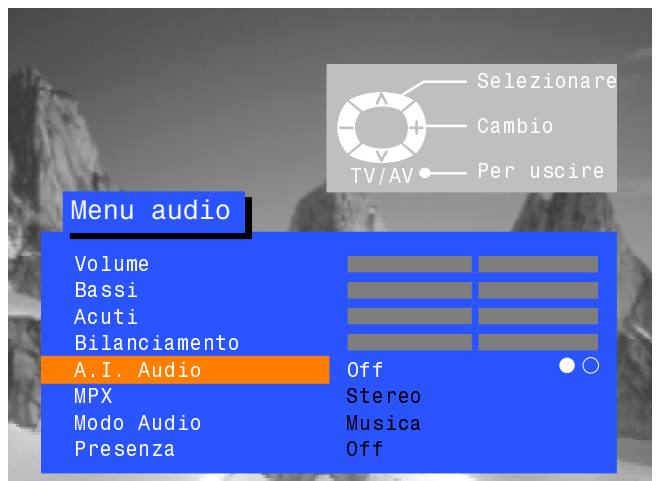 Selezionare
Cambio
TV/AV Per uscire
Menu audio
Volume
Bassi
Acuti
Bilanciamento
A.I. Audio Off
MPX Stereo
Modo Audio Musica
Presenza Off